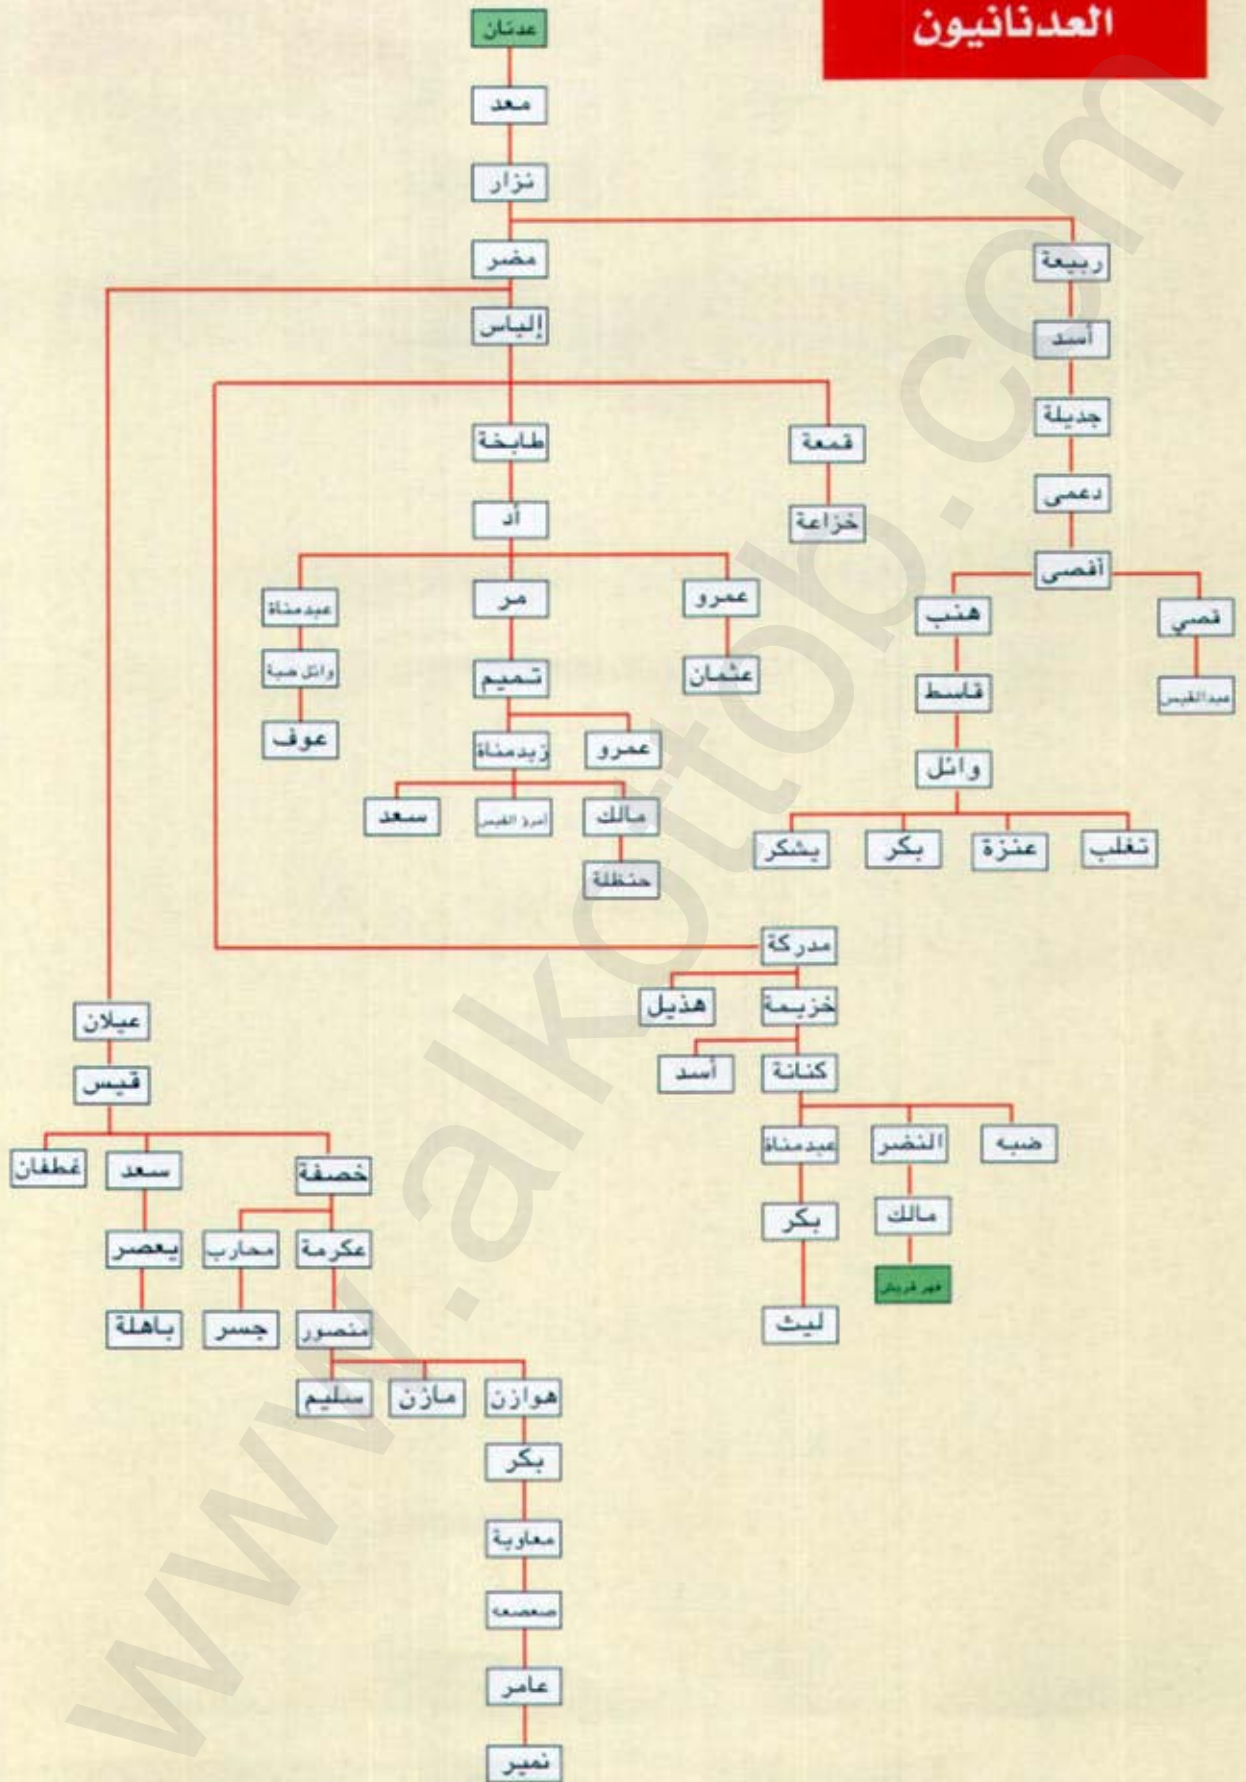 العدنانيون
عدنان
معد
نزار
مضر
ربيعة
إلياس
أسد
جديلة
طابخة
قمعة
دعمى
أد
خزاعة
أفصى
عبدمناة
مر
عمرو
هنب
قصي
وائل ضبة
تميم
عثمان
قاسط
عبدالقيس
عوف
زيدمناة
عمرو
وائل
سعد
امرؤ القيس
مالك
يشكر
بكر
عنزة
تغلب
حنظلة
مدركة
هذيل
خزيمة
عيلان
أسد
كنانة
قيس
عبدمناة
النضر
ضبه
غطفان
سعد
خصفة
بكر
مالك
يعصر
محارب
عكرمة
فهر قريش
باهلة
جسر
منصور
ليث
سليم
مازن
هوازن
بكر
معاوية
صعصعه
عامر
نمير
www.alkottob.com